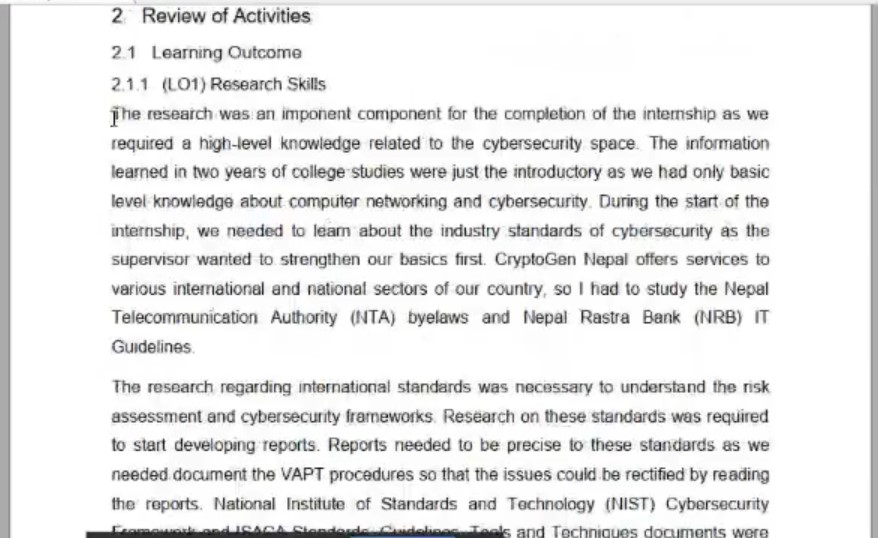 2 Review of Activities
2.1 Learning Outcome
2.1.1 (LO1) Research Skills
The research was an imponent component for the completion of the internship as we
required a high-level knowledge related to the cybersecurity space. The information
learned in two years of college studies were just the introductory as we had only basic
level knowledge about computer networking and cybersecurity. During the start of the
internship, we needed to learn about the industry standards of cybersecurity as the
supervisor wanted to strengthen our basics first. CryptoGen Nepal offers services to
various international and national sectors of our country, so I had to study the Nepal
Telecommunication Authority (NTA) byelaws and Nepal Rastra Bank (NRB) IT
Guidelines.
The research regarding international standards was necessary to understand the risk
assessment and cybersecurity frameworks. Research on these standards was required
to start developing reports. Reports needed to be precise to these standards as we
needed document the VAPT procedures so that the issues could be rectified by reading
the reports. National Institute of Standards and Technology (NIST) Cybersecurity
Framework and ISACA Standards, Guidelines, Tools and Techniques documents were